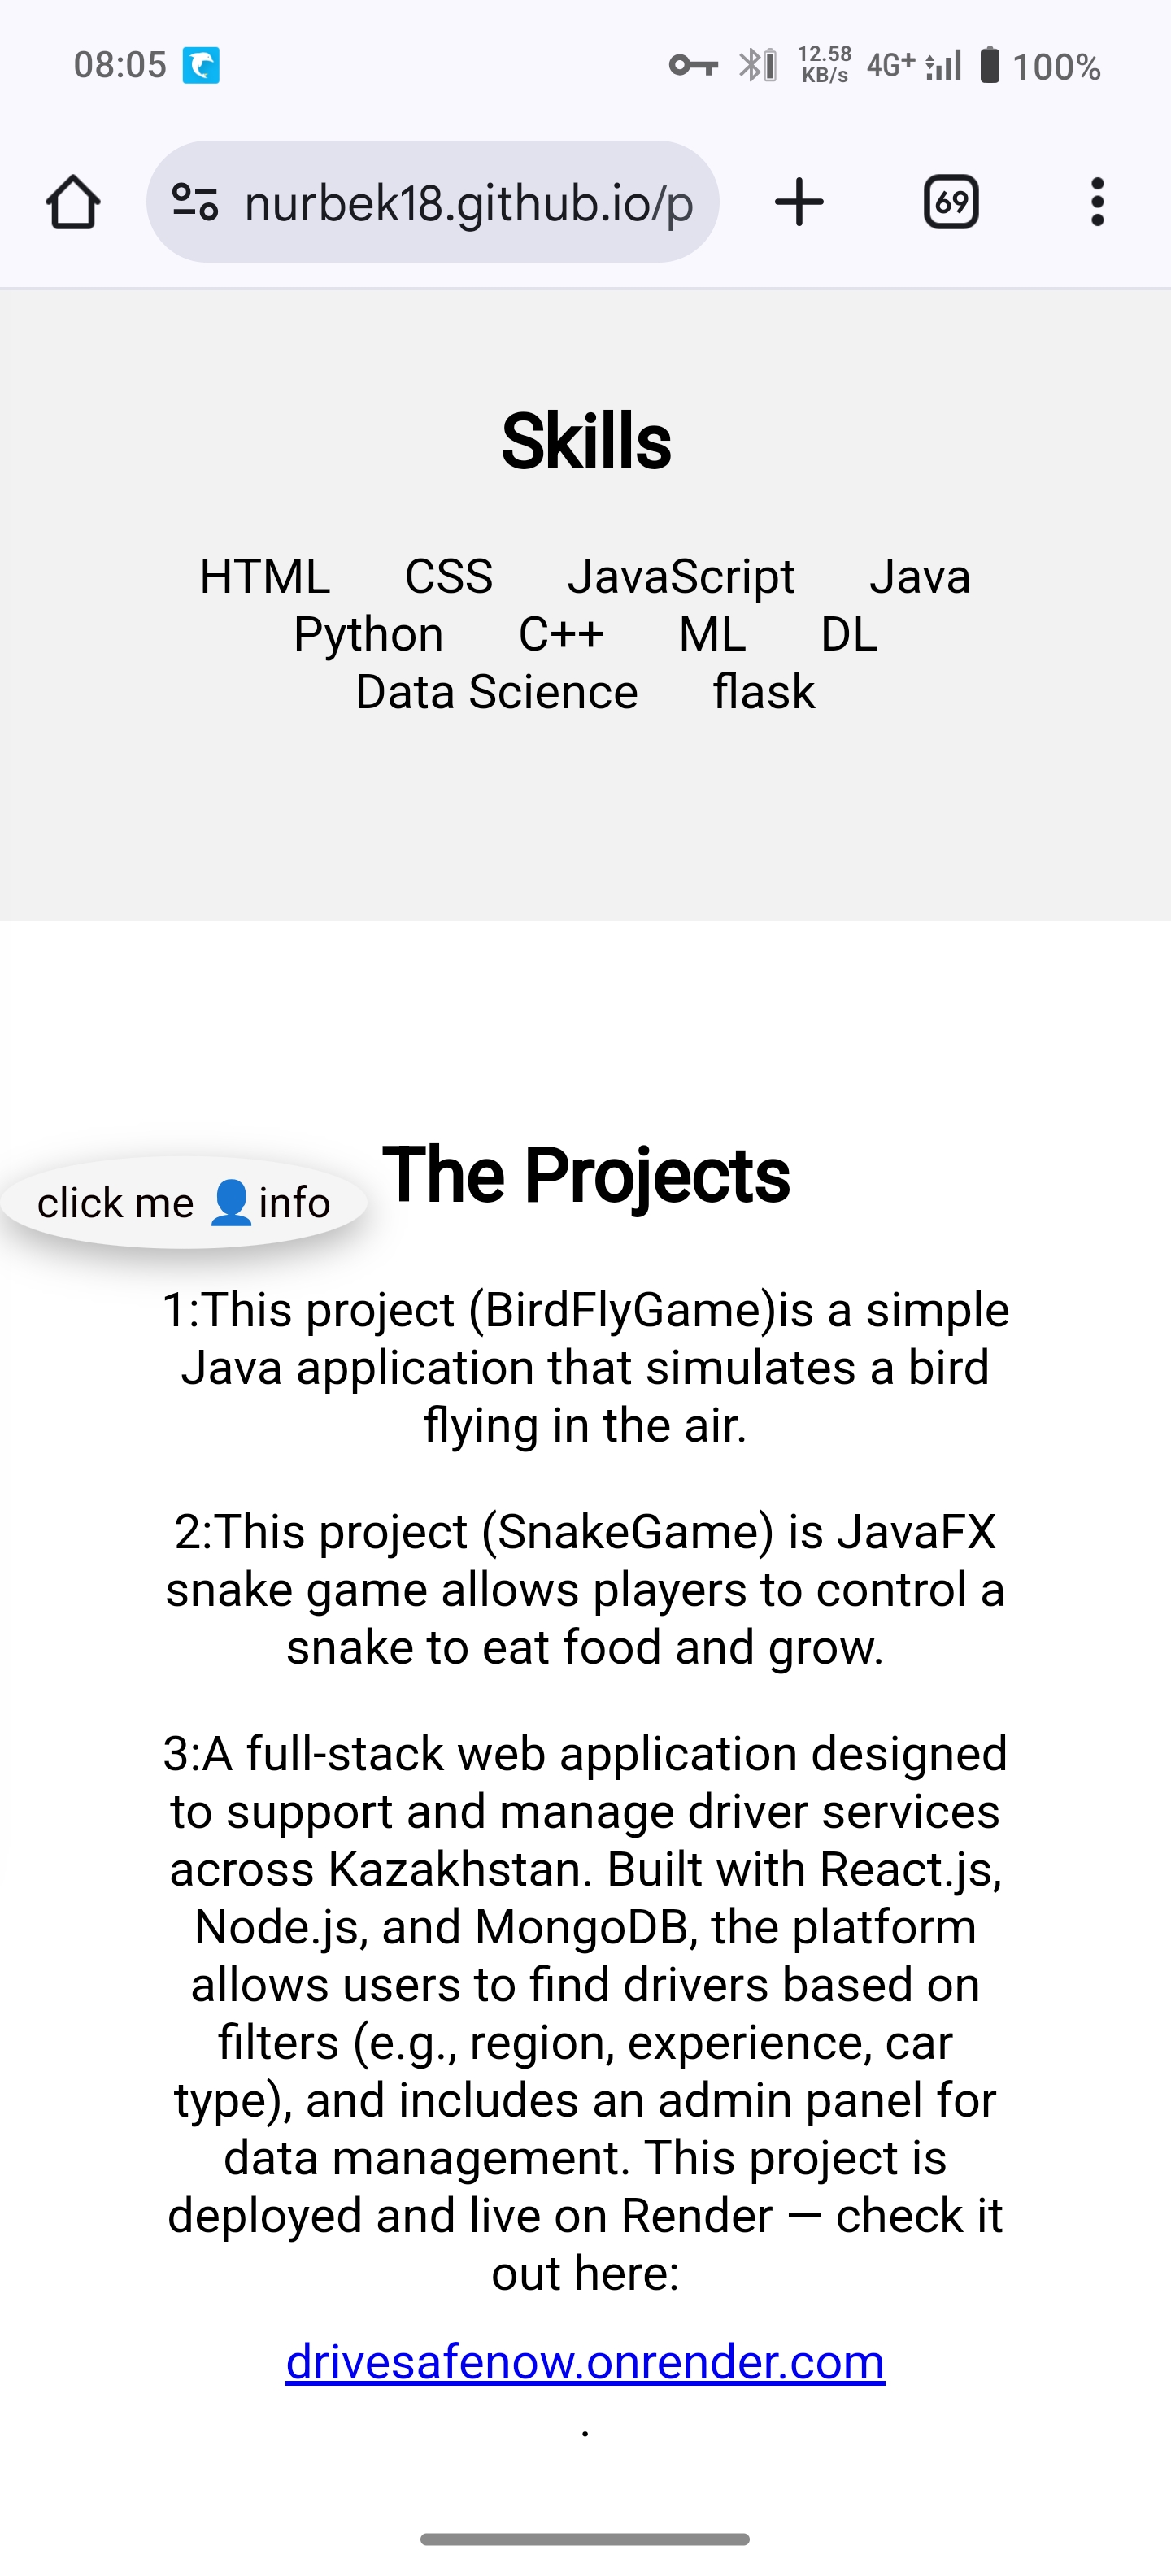 08:05
12.58
KB/s
4G+
100%
nurbek18.github.io/p
69
Skills
HTML CSS JavaScript Java
Python C++ ML DL
Data Science flask
The Projects
click me 👤info
1:This project (BirdFlyGame)is a simple
Java application that simulates a bird
flying in the air.
2:This project (SnakeGame) is JavaFX
snake game allows players to control a
snake to eat food and grow.
3:A full-stack web application designed
to support and manage driver services
across Kazakhstan. Built with React.js,
Node.js, and MongoDB, the platform
allows users to find drivers based on
filters (e.g., region, experience, car
type), and includes an admin panel for
data management. This project is
deployed and live on Render — check it
out here:
drivesafenow.onrender.com
.